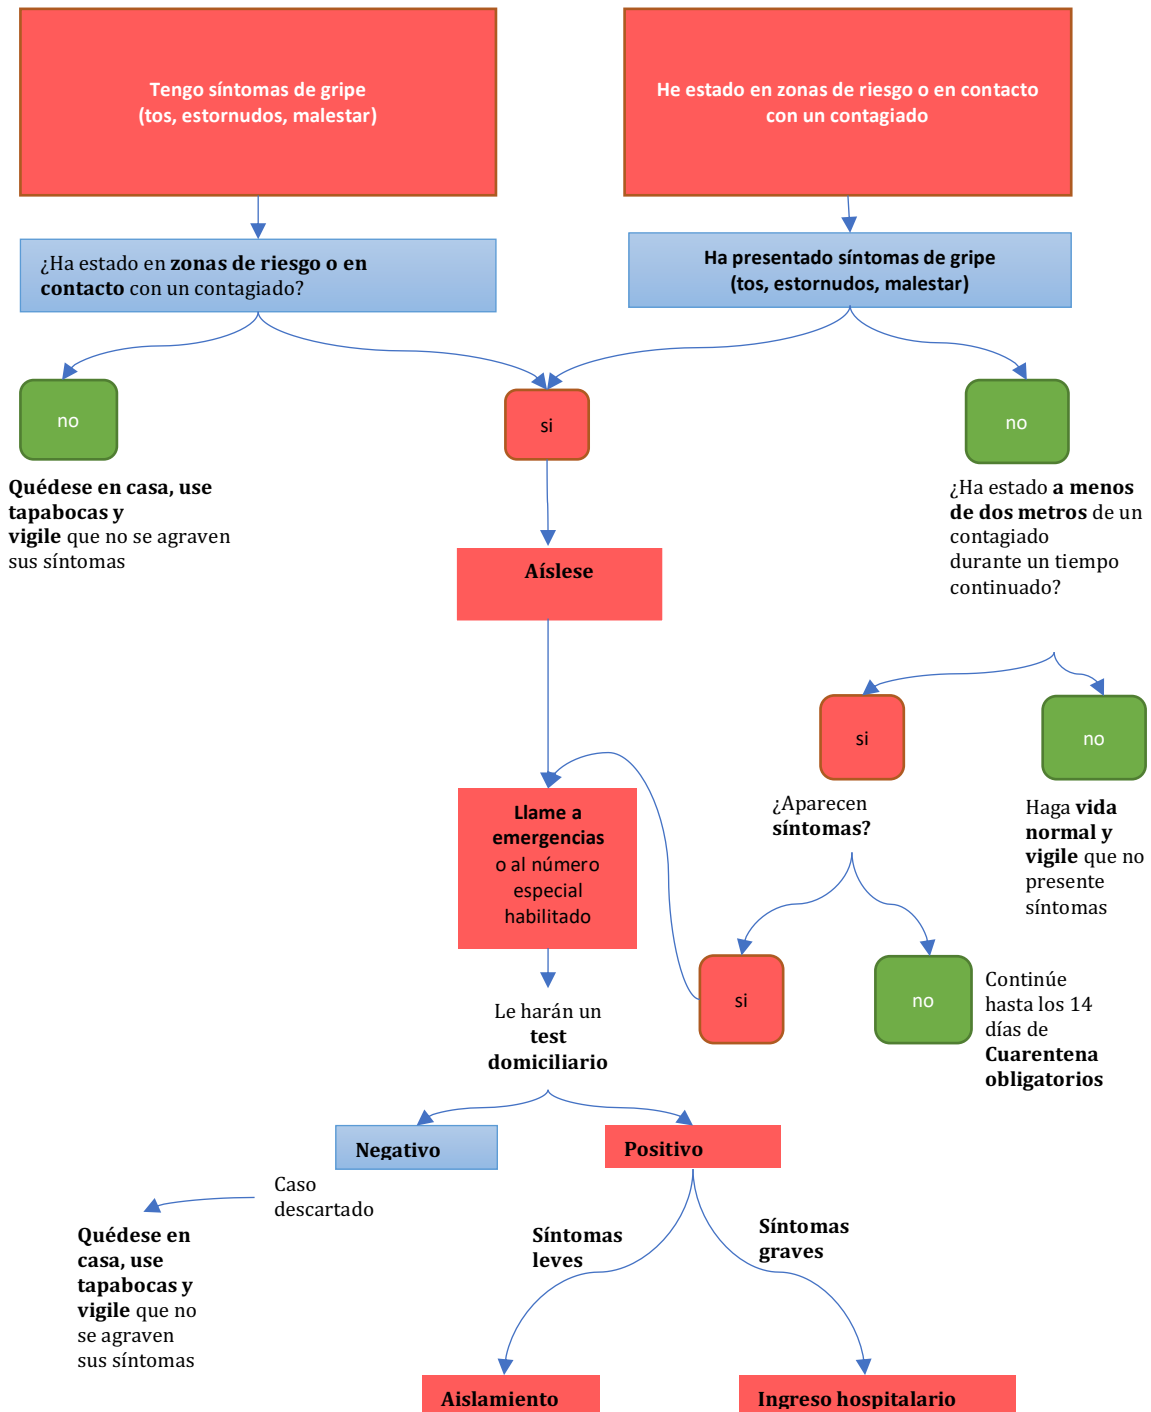 Tengo síntomas de gripe
(tos, estornudos, malestar)
He estado en zonas de riesgo o en contacto
con un contagiado
¿Ha estado en zonas de riesgo o en
contacto con un contagiado?
Ha presentado síntomas de gripe
(tos, estornudos, malestar)
no
si
no
Quédese en casa, use
tapabocas y
vigile que no se agraven
sus síntomas
¿Ha estado a menos
de dos metros de un
contagiado
durante un tiempo
continuado?
Aíslese
si
no
¿Aparecen
síntomas?
Haga vida
normal y
vigile que no
presente
síntomas
Llame a
emergencias
o al número
especial
habilitado
si
no
Continúe
hasta los 14
días de
Cuarentena
obligatorios
Le harán un
test
domiciliario
Negativo
Positivo
Caso
descartado
Quédese en
casa, use
tapabocas y
vigile que no
se agraven
sus síntomas
Síntomas
leves
Síntomas
graves
Aislamiento
Ingreso hospitalario